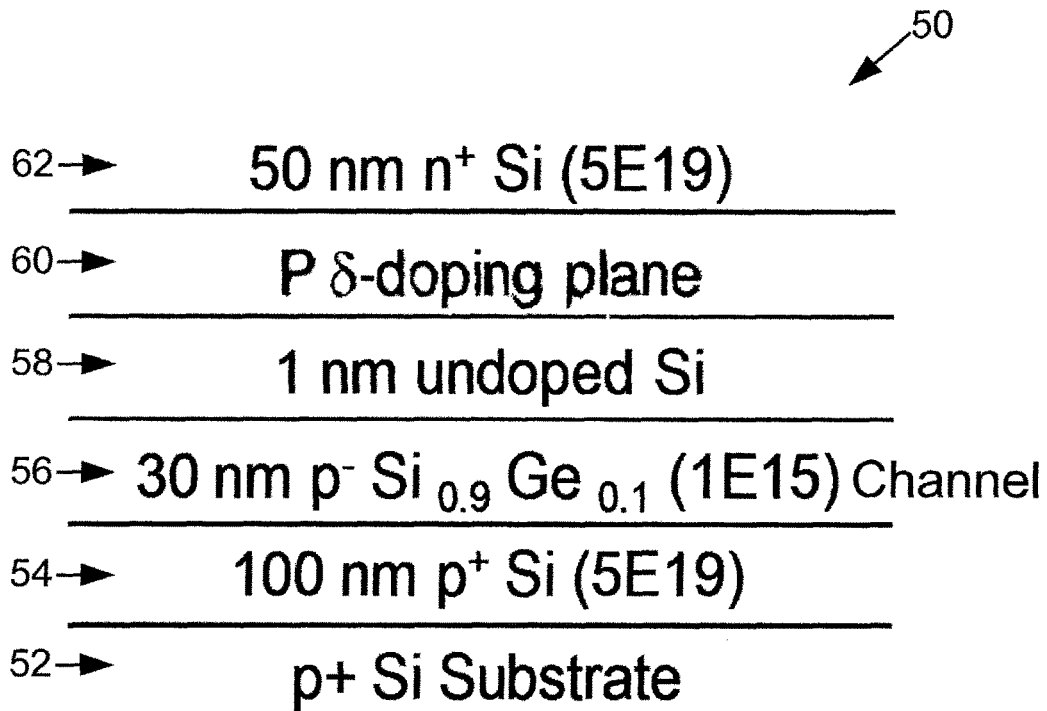 50
62 50 nm n⁺ Si (5E19)
60 P δ-doping plane
58 1 nm undoped Si
56 30 nm p⁻ Si ₀.₉ Ge ₀.₁ (1E15) Channel
54 100 nm p⁺ Si (5E19)
52 p+ Si Substrate